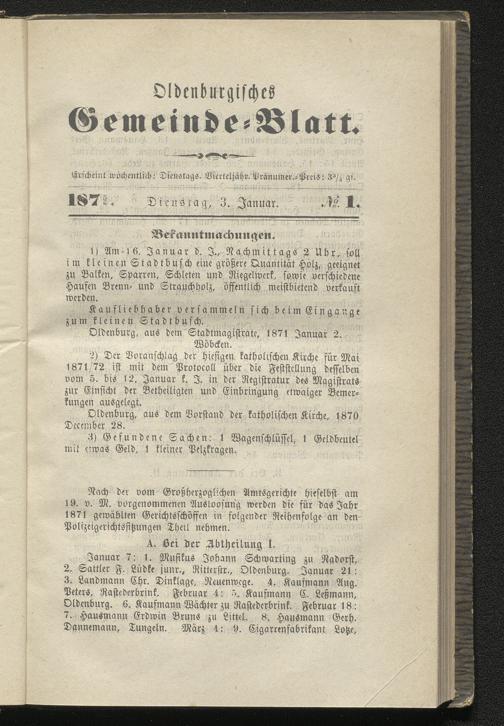 Oldenburgisches
Gemeinde-Blatt.
Erscheint wöchentlich: Dienstags. Vierteljähr. Pränumer.-Preis: 3¾ gr.
187 . Dienstag, 3. Januar. № 1.
Bekanntmachungen.
1) Am 16. Januar d. J., Nachmittags 2 Uhr, soll
im kleinen Stadtbusch eine größere Quantität Holz, geeignet
zu Balken, Sparren, Schleten und Riegelwerk, sowie verschiedene
Haufen Brenn- und Strauchholz, öffentlich meistbietend verkauft
werden.
Kaufliebhaber versammeln sich beim Eingange
zum kleinen Stadtbusch.
Oldenburg, aus dem Stadtmagistrate, 1871 Januar 2.
Wöbcken.
2) Der Voranschlag der hiesigen katholischen Kirche für Mai
1871/72 ist mit dem Protocoll über die Feststellung desselben
vom 5. bis 12. Januar k. J. in der Registratur des Magistrats
zur Einsicht der Betheiligten und Einbringung etwaiger Bemer-
kungen ausgelegt.
Oldenburg, aus dem Vorstand der katholischen Kirche, 1870
December 28.
3) Gefundene Sachen: 1 Wagenschlüssel, 1 Geldbeutel
mit etwas Geld, 1 kleiner Pelzkragen.
Nach der vom Großherzoglichen Amtsgerichte hieselbst am
19. v. M. vorgenommenen Ausloosung werden die für das Jahr
1871 gewählten Gerichtsschöffen in folgender Reihenfolge an den
Polizeigerichtssitzungen Theil nehmen.
A. Bei der Abtheilung I.
Januar 7: 1. Musikus Johann Schwarting zu Radorst,
2. Sattler F. Lüdke junr., Ritterstr., Oldenburg. Januar 21:
3. Landmann Chr. Dinklage, Neuenwege. 4. Kaufmann Aug.
Peters, Rastederbrink. Februar 4: 5. Kaufmann C. Leßmann,
Oldenburg. 6. Kaufmann Wächter zu Rastederbrink. Februar 18:
7. Hausmann Erdwin Bruns zu Littel. 8. Hausmann Gerh.
Dannemann, Tungeln. März 4: 9. Cigarrenfabrikant Lotze,